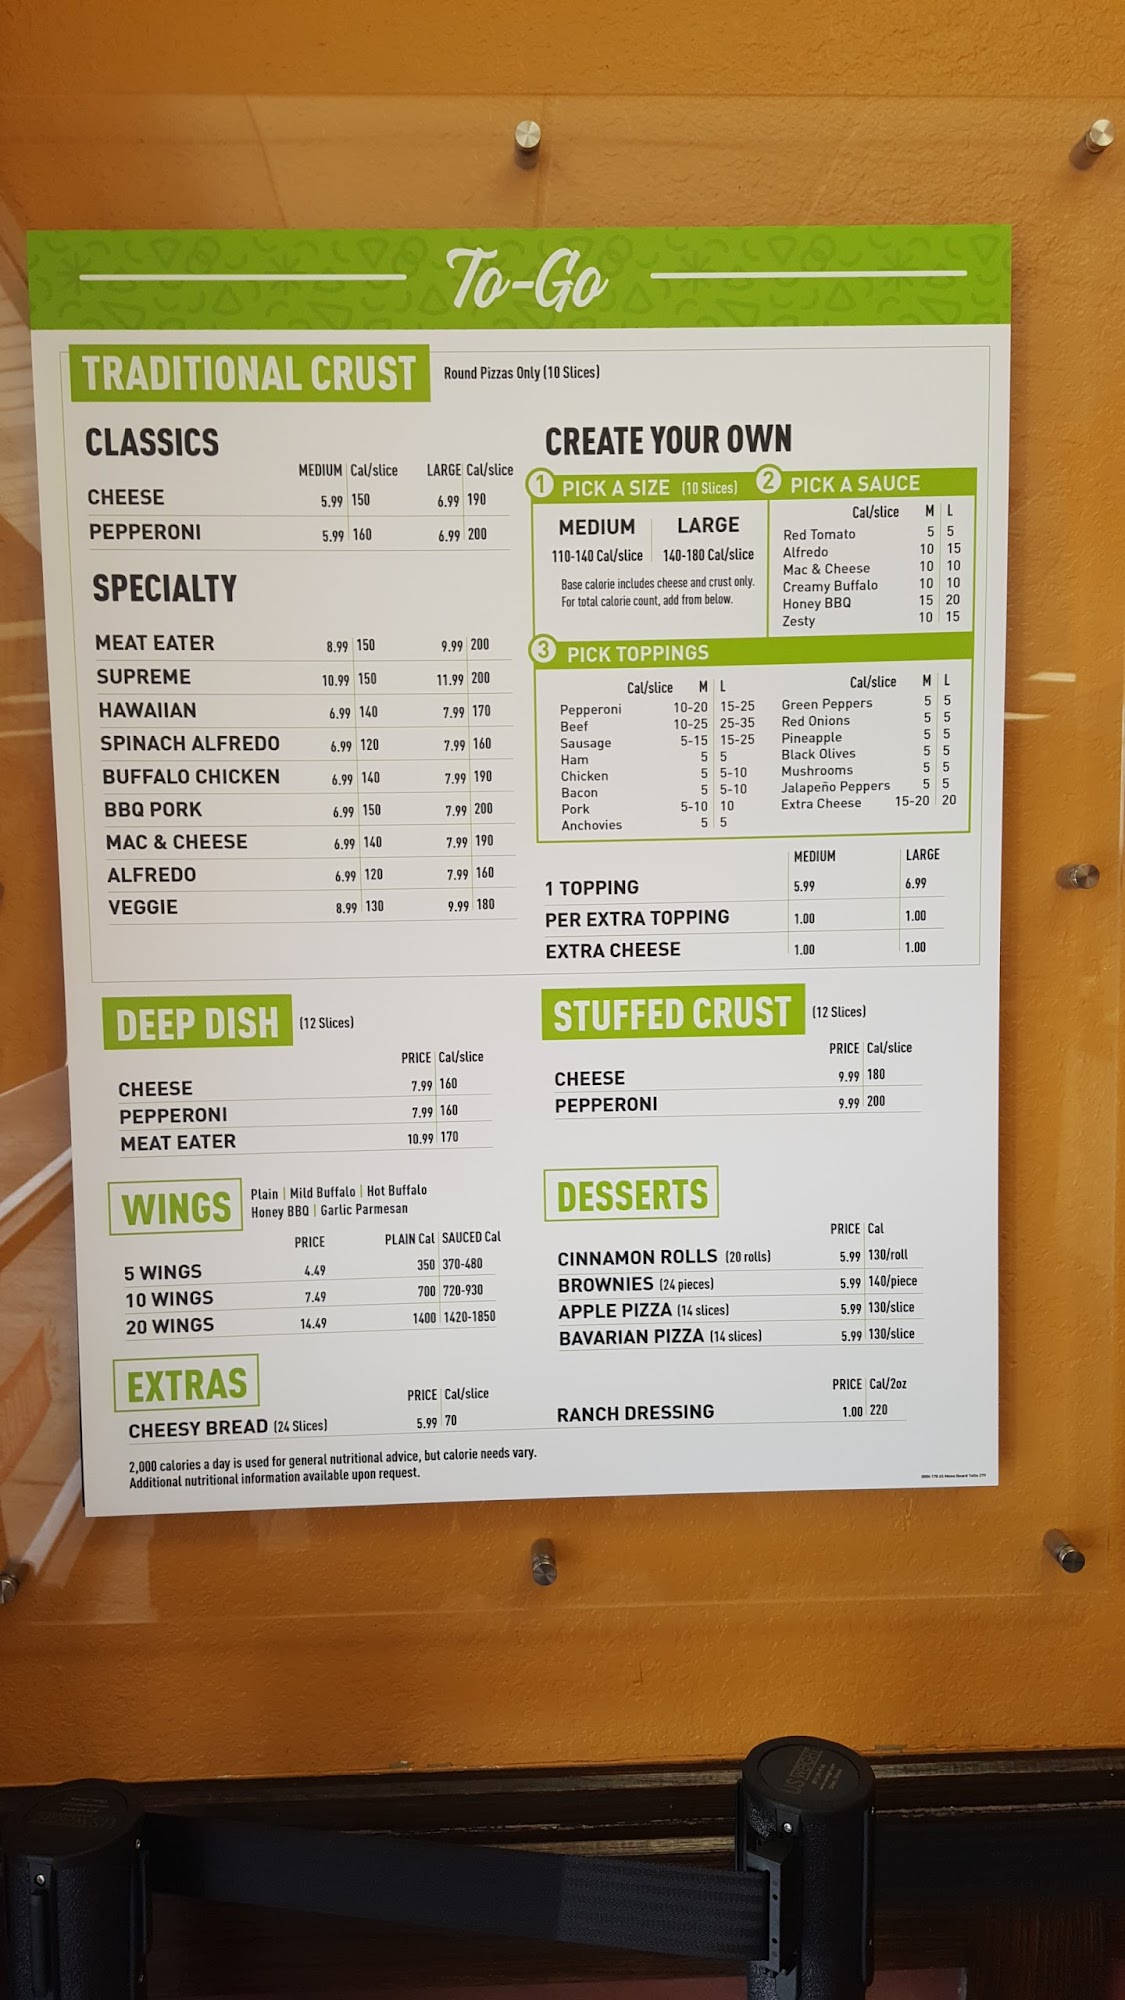 To-Go
TRADITIONAL CRUST Round Pizzas Only (10 Slices)
CLASSICS
MEDIUM Cal/slice LARGE Cal/slice
CHEESE 5.99 150 6.99 190
PEPPERONI 5.99 160 6.99 200
SPECIALTY
MEAT EATER 8.99 150 9.99 200
SUPREME 10.99 150 11.99 200
HAWAIIAN 6.99 140 7.99 170
SPINACH ALFREDO 6.99 120 7.99 160
BUFFALO CHICKEN 6.99 140 7.99 190
BBQ PORK 6.99 150 7.99 200
MAC & CHEESE 6.99 140 7.99 190
ALFREDO 6.99 120 7.99 160
VEGGIE 8.99 130 9.99 180
CREATE YOUR OWN
1 PICK A SIZE (10 Slices)
MEDIUM LARGE
110-140 Cal/slice 140-180 Cal/slice
Base calorie includes cheese and crust only.
For total calorie count, add from below.
2 PICK A SAUCE
Cal/slice M L
Red Tomato 5 5
Alfredo 10 15
Mac & Cheese 10 10
Creamy Buffalo 10 10
Honey BBQ 15 20
Zesty 10 15
3 PICK TOPPINGS
Cal/slice M L
Pepperoni 10-20 15-25
Beef 10-25 25-35
Sausage 5-15 15-25
Ham 5 5
Chicken 5 5-10
Bacon 5 5-10
Pork 5-10 10
Anchovies 5 5
Cal/slice M L
Green Peppers 5 5
Red Onions 5 5
Pineapple 5 5
Black Olives 5 5
Mushrooms 5 5
Jalapeño Peppers 5 5
Extra Cheese 15-20 20
MEDIUM LARGE
1 TOPPING 5.99 6.99
PER EXTRA TOPPING 1.00 1.00
EXTRA CHEESE 1.00 1.00
DEEP DISH (12 Slices)
PRICE Cal/slice
CHEESE 7.99 160
PEPPERONI 7.99 160
MEAT EATER 10.99 170
STUFFED CRUST (12 Slices)
PRICE Cal/slice
CHEESE 9.99 180
PEPPERONI 9.99 200
WINGS
Plain | Mild Buffalo | Hot Buffalo
Honey BBQ | Garlic Parmesan
PRICE PLAIN Cal SAUCED Cal
5 WINGS 4.49 350 370-480
10 WINGS 7.49 700 720-930
20 WINGS 14.49 1400 1420-1850
DESSERTS
PRICE Cal
CINNAMON ROLLS (20 rolls) 5.99 130/roll
BROWNIES (24 pieces) 5.99 140/piece
APPLE PIZZA (14 slices) 5.99 130/slice
BAVARIAN PIZZA (14 slices) 5.99 130/slice
EXTRAS
PRICE Cal/slice
CHEESY BREAD (24 Slices) 5.99 70
PRICE Cal/2oz
RANCH DRESSING 1.00 220
2,000 calories a day is used for general nutritional advice, but calorie needs vary.
Additional nutritional information available upon request.